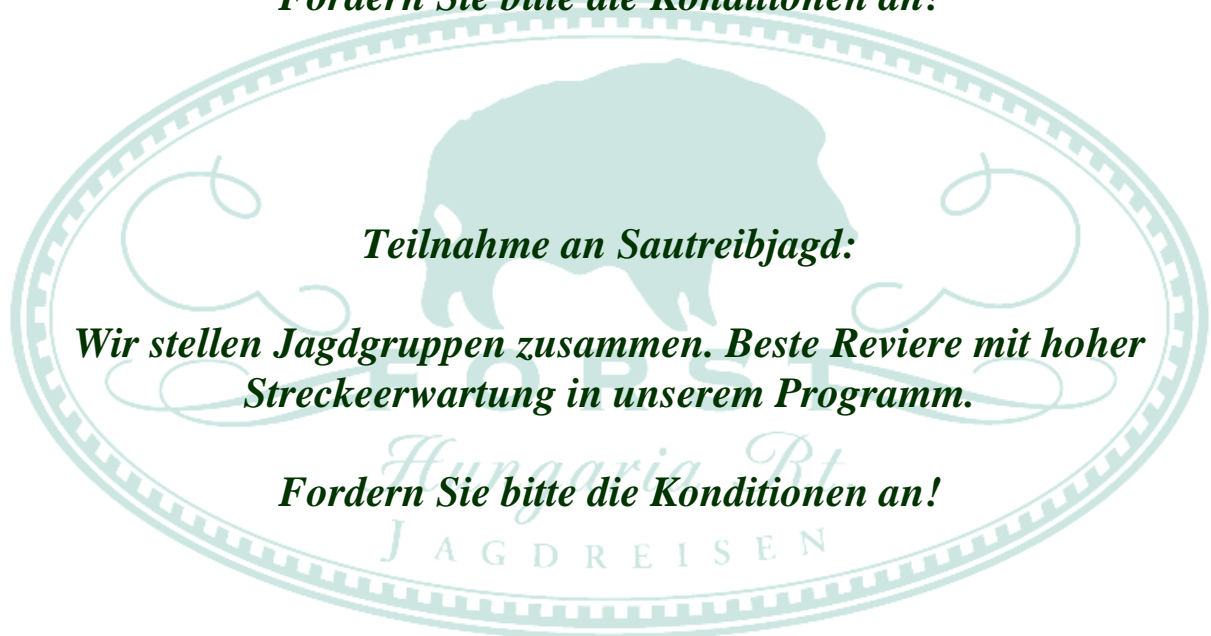 Fordern Sie bitte die Konditionen an!
Teilnahme an Sautreibjagd:
Wir stellen Jagdgruppen zusammen. Beste Reviere mit hoher
Streckeerwartung in unserem Programm.
FORST
Hungaria Rt.
Fordern Sie bitte die Konditionen an!
JAGDREISEN